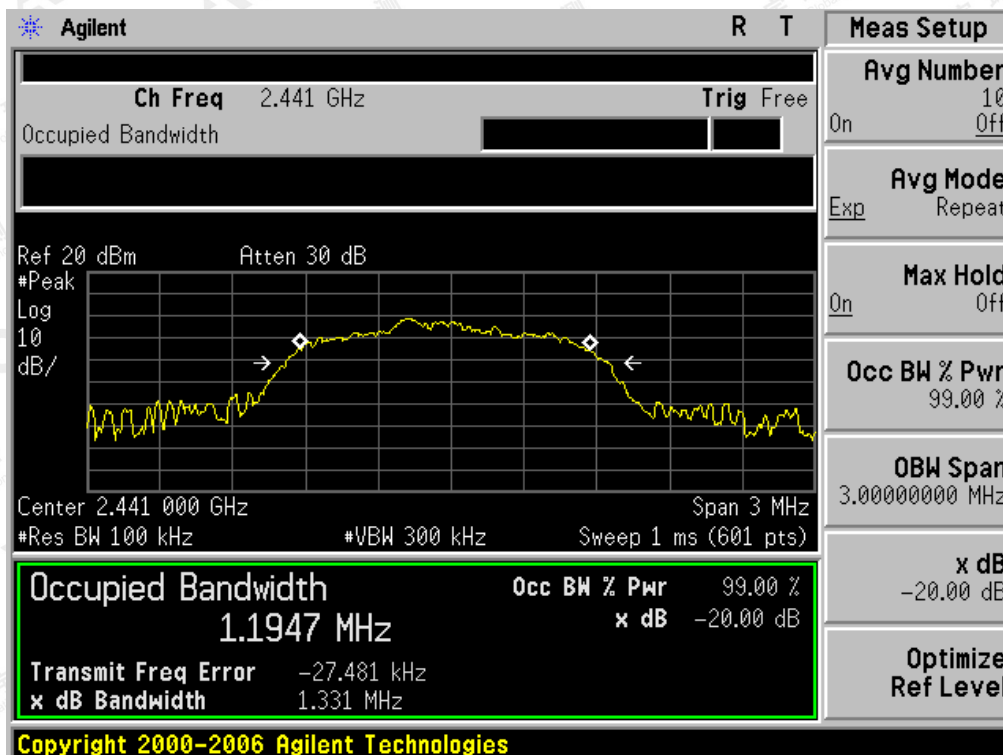 Agilent R T
Ch Freq 2.441 GHz Trig Free
Occupied Bandwidth
Ref 20 dBm Atten 30 dB
#Peak
Log
10
dB/
Center 2.441 000 GHz Span 3 MHz
#Res BW 100 kHz #VBW 300 kHz Sweep 1 ms (601 pts)
Occupied Bandwidth Occ BW % Pwr 99.00 %
1.1947 MHz x dB -20.00 dB
Transmit Freq Error -27.481 kHz
x dB Bandwidth 1.331 MHz
Copyright 2000-2006 Agilent Technologies
Meas Setup
Avg Number
10
On Off
Avg Mode
Exp Repeat
Max Hold
On Off
Occ BW % Pwr
99.00 %
OBW Span
3.00000000 MHz
x dB
-20.00 dB
Optimize
Ref Level